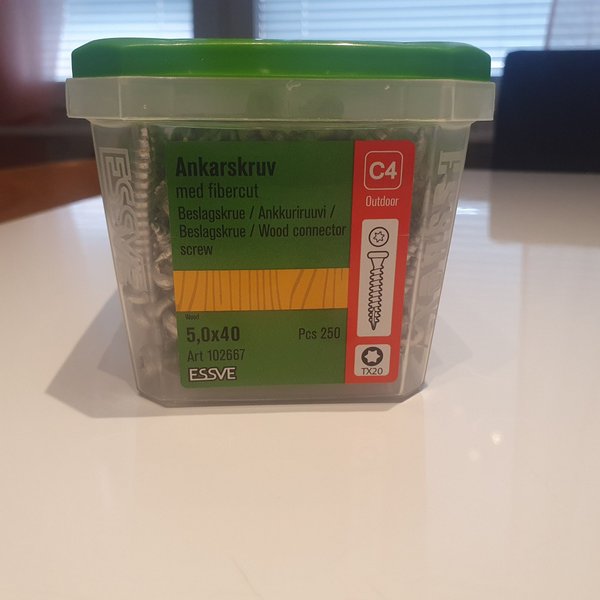 Ankarskruv
med fibercut
Beslagskrue / Ankkuriruuvi /
Beslagskrue / Wood connector
screw
Wood
5,0x40
Pcs 250
Art 102667
ESSVE
C4
Outdoor
TX20
ESSVE